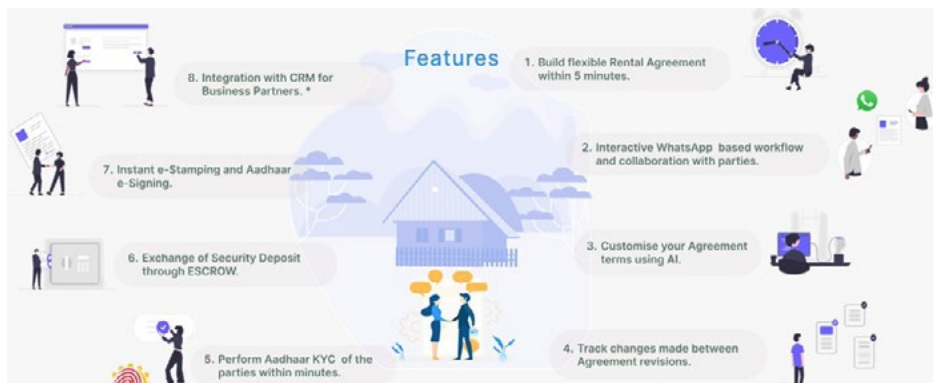 Features
1. Build flexible Rental Agreement
within 5 minutes.
2. Interactive WhatsApp based workflow
and collaboration with parties.
3. Customise your Agreement
terms using AI.
4. Track changes made between
Agreement revisions.
5. Perform Aadhaar KYC of the
parties within minutes.
6. Exchange of Security Deposit
through ESCROW.
7. Instant e-Stamping and Aadhaar
e-Signing.
8. Integration with CRM for
Business Partners. *